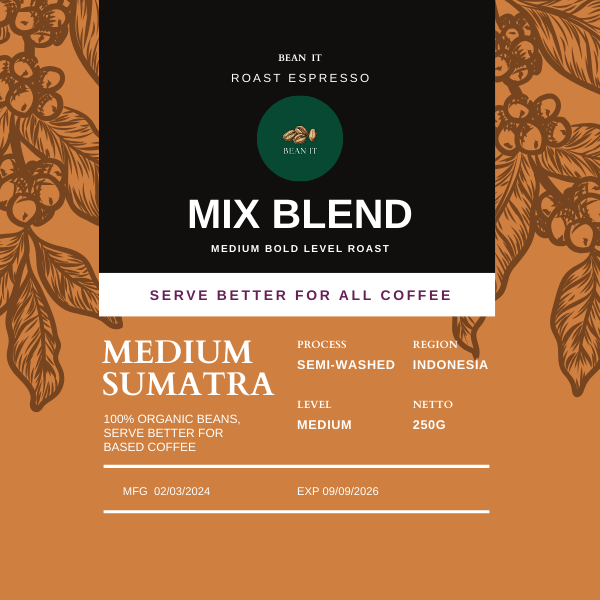 BEAN IT
ROAST ESPRESSO
BEAN IT
MIX BLEND
MEDIUM BOLD LEVEL ROAST
SERVE BETTER FOR ALL COFFEE
MEDIUM
SUMATRA
100% ORGANIC BEANS,
SERVE BETTER FOR
BASED COFFEE
PROCESS
SEMI-WASHED
REGION
INDONESIA
LEVEL
MEDIUM
NETTO
250G
MFG 02/03/2024
EXP 09/09/2026